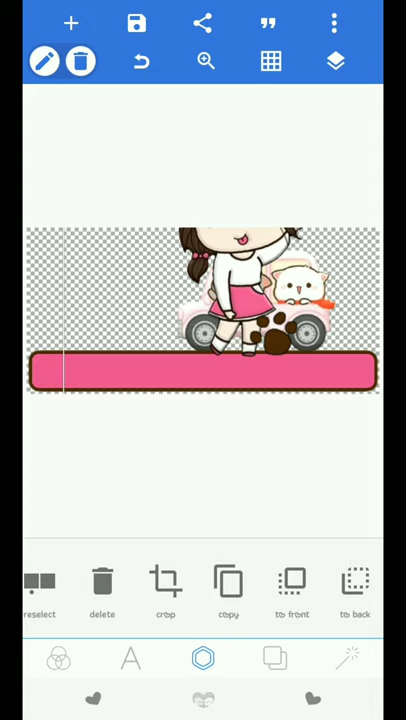 reselect
delete
crop
copy
to front
to back